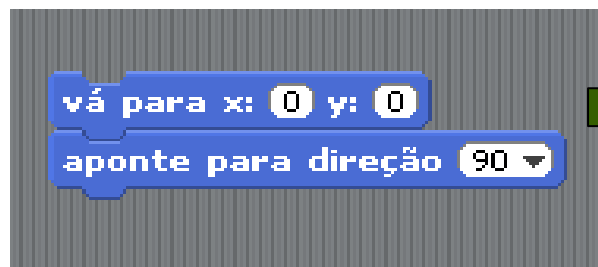 vá para x: 0 y: 0
aponte para direção 90